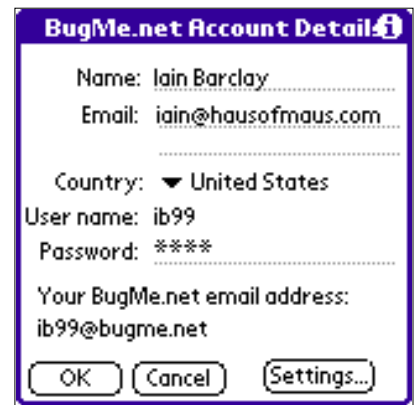 BugMe.net Account Details
Name: Iain Barclay
Email: iain@hausofmaus.com
Country: United States
User name: ib99
Password: ****
Your BugMe.net email address:
ib99@bugme.net
OK Cancel Settings...